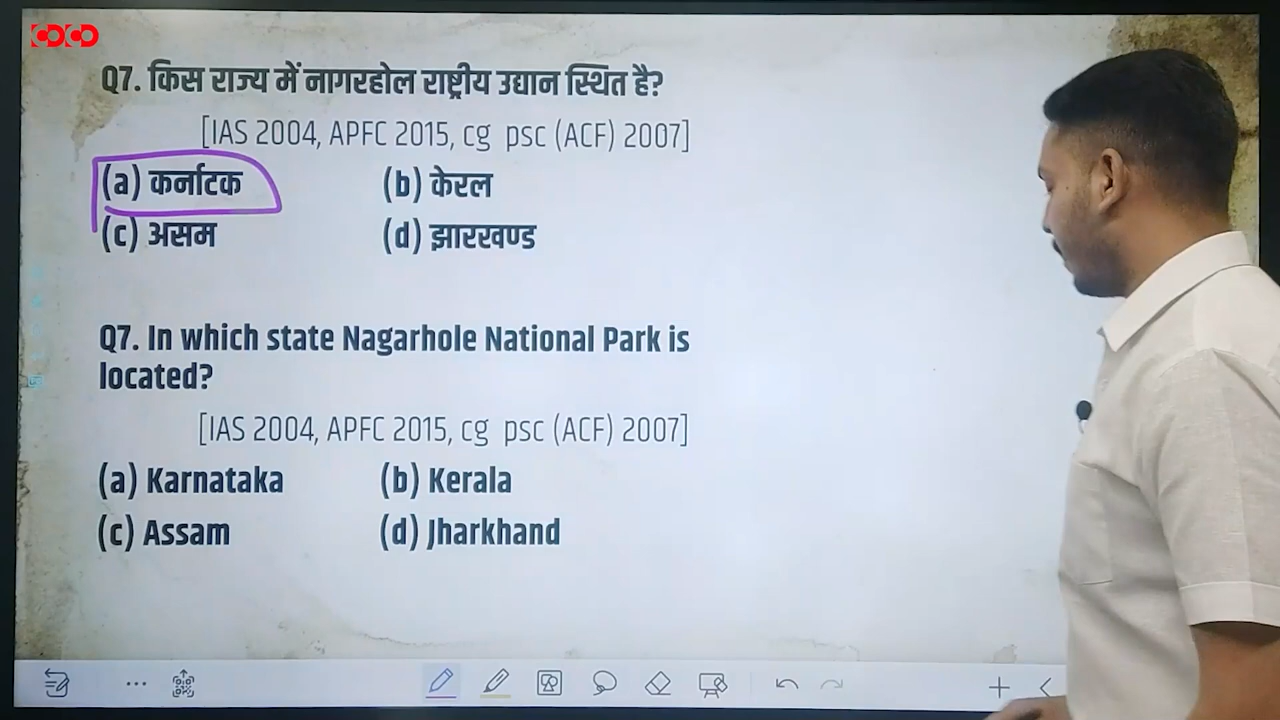 Q7. किस राज्य में नागरहोल राष्ट्रीय उद्यान स्थित है?
[IAS 2004, APFC 2015, cg psc (ACF) 2007]
(a) कर्नाटक (b) केरल
(c) असम (d) झारखण्ड
Q7. In which state Nagarhole National Park is
located?
[IAS 2004, APFC 2015, cg psc (ACF) 2007]
(a) Karnataka (b) Kerala
(c) Assam (d) Jharkhand